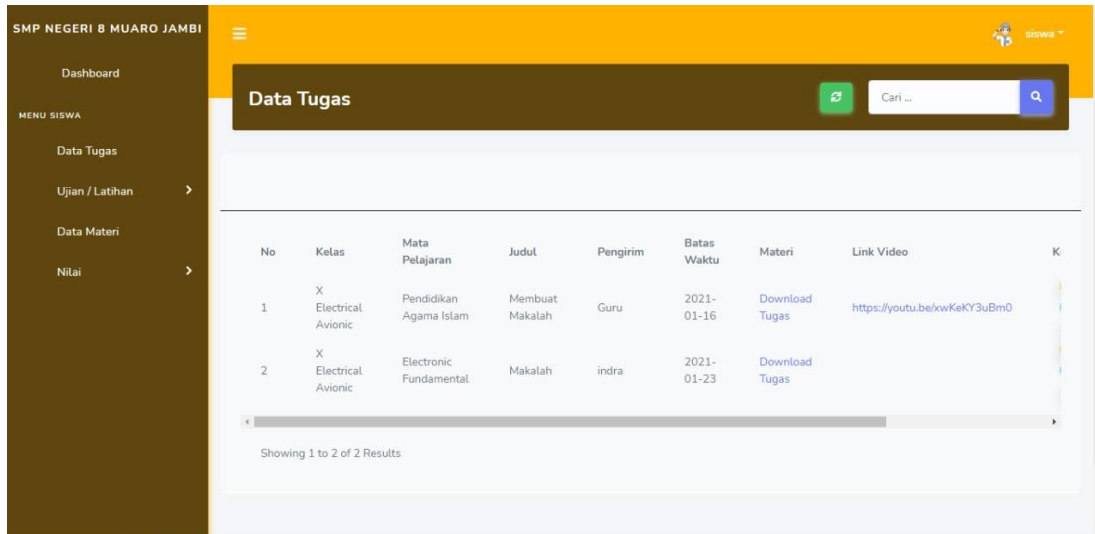 SMP NEGERI 8 MUARO JAMBI
siswa
Dashboard
Data Tugas
Cari ...
MENU SISWA
Data Tugas
Ujian / Latihan
Data Materi
Nilai
No Kelas Mata Pelajaran Judul Pengirim Batas Waktu Materi Link Video
1 X Electrical Avionic Pendidikan Agama Islam Membuat Makalah Guru 2021-01-16 Download Tugas https://youtu.be/xwKeKY3uBm0
2 X Electrical Avionic Electronic Fundamental Makalah indra 2021-01-23 Download Tugas
Showing 1 to 2 of 2 Results